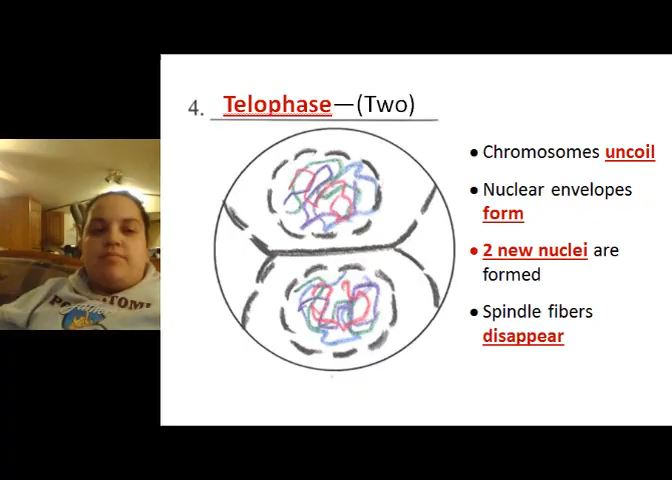 4. Telophase—(Two)
● Chromosomes uncoil
● Nuclear envelopes
form
● 2 new nuclei are
formed
● Spindle fibers
disappear